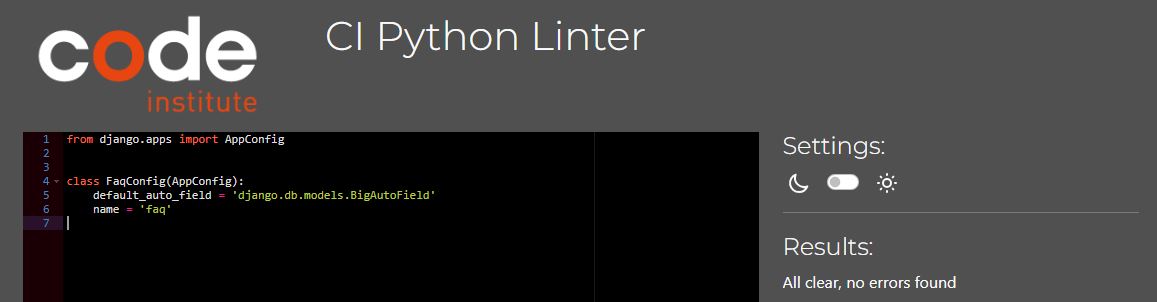 code
institute
CI Python Linter
1 from django.apps import AppConfig
2
3
4 class FaqConfig(AppConfig):
5     default_auto_field = 'django.db.models.BigAutoField'
6     name = 'faq'
7
Settings:
Results:
All clear, no errors found